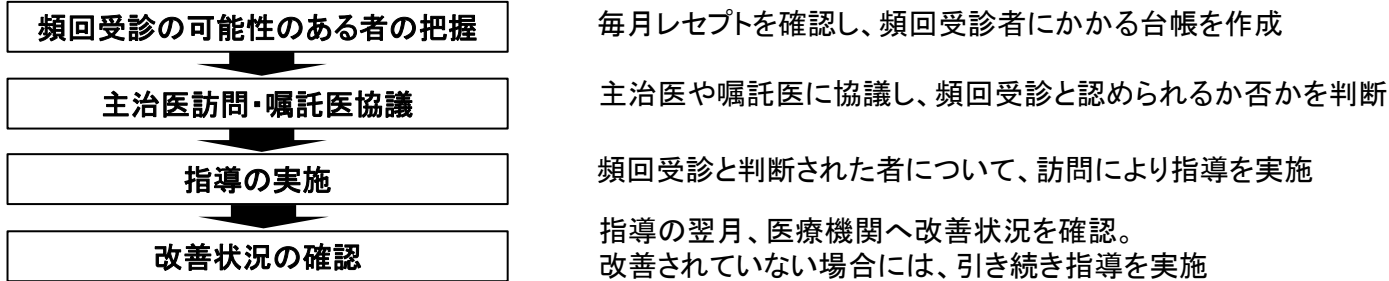 頻回受診の可能性のある者の把握
毎月レセプトを確認し、頻回受診者にかかる台帳を作成
主治医訪問・嘱託医協議
主治医や嘱託医に協議し、頻回受診と認められるか否かを判断
指導の実施
頻回受診と判断された者について、訪問により指導を実施
改善状況の確認
指導の翌月、医療機関へ改善状況を確認。
改善されていない場合には、引き続き指導を実施